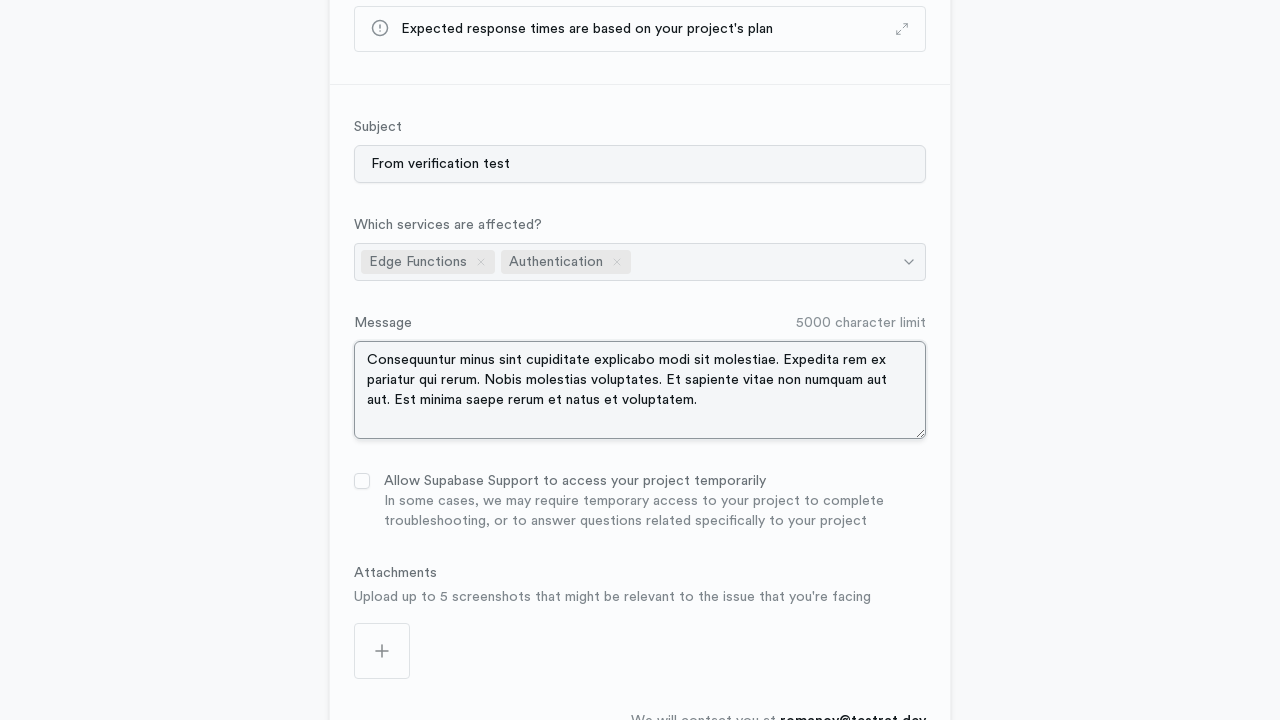 Expected response times are based on your project's plan
Subject
From verification test
Which services are affected?
Edge Functions Authentication
Message 5000 character limit
Consequuntur minus sint cupiditate explicabo modi sit molestiae. Expedita rem ex
pariatur qui rerum. Nobis molestias voluptates. Et sapiente vitae non numquam aut
aut. Est minima saepe rerum et natus et voluptatem.
Allow Supabase Support to access your project temporarily
In some cases, we may require temporary access to your project to complete
troubleshooting, or to answer questions related specifically to your project
Attachments
Upload up to 5 screenshots that might be relevant to the issue that you're facing
We will contact you at